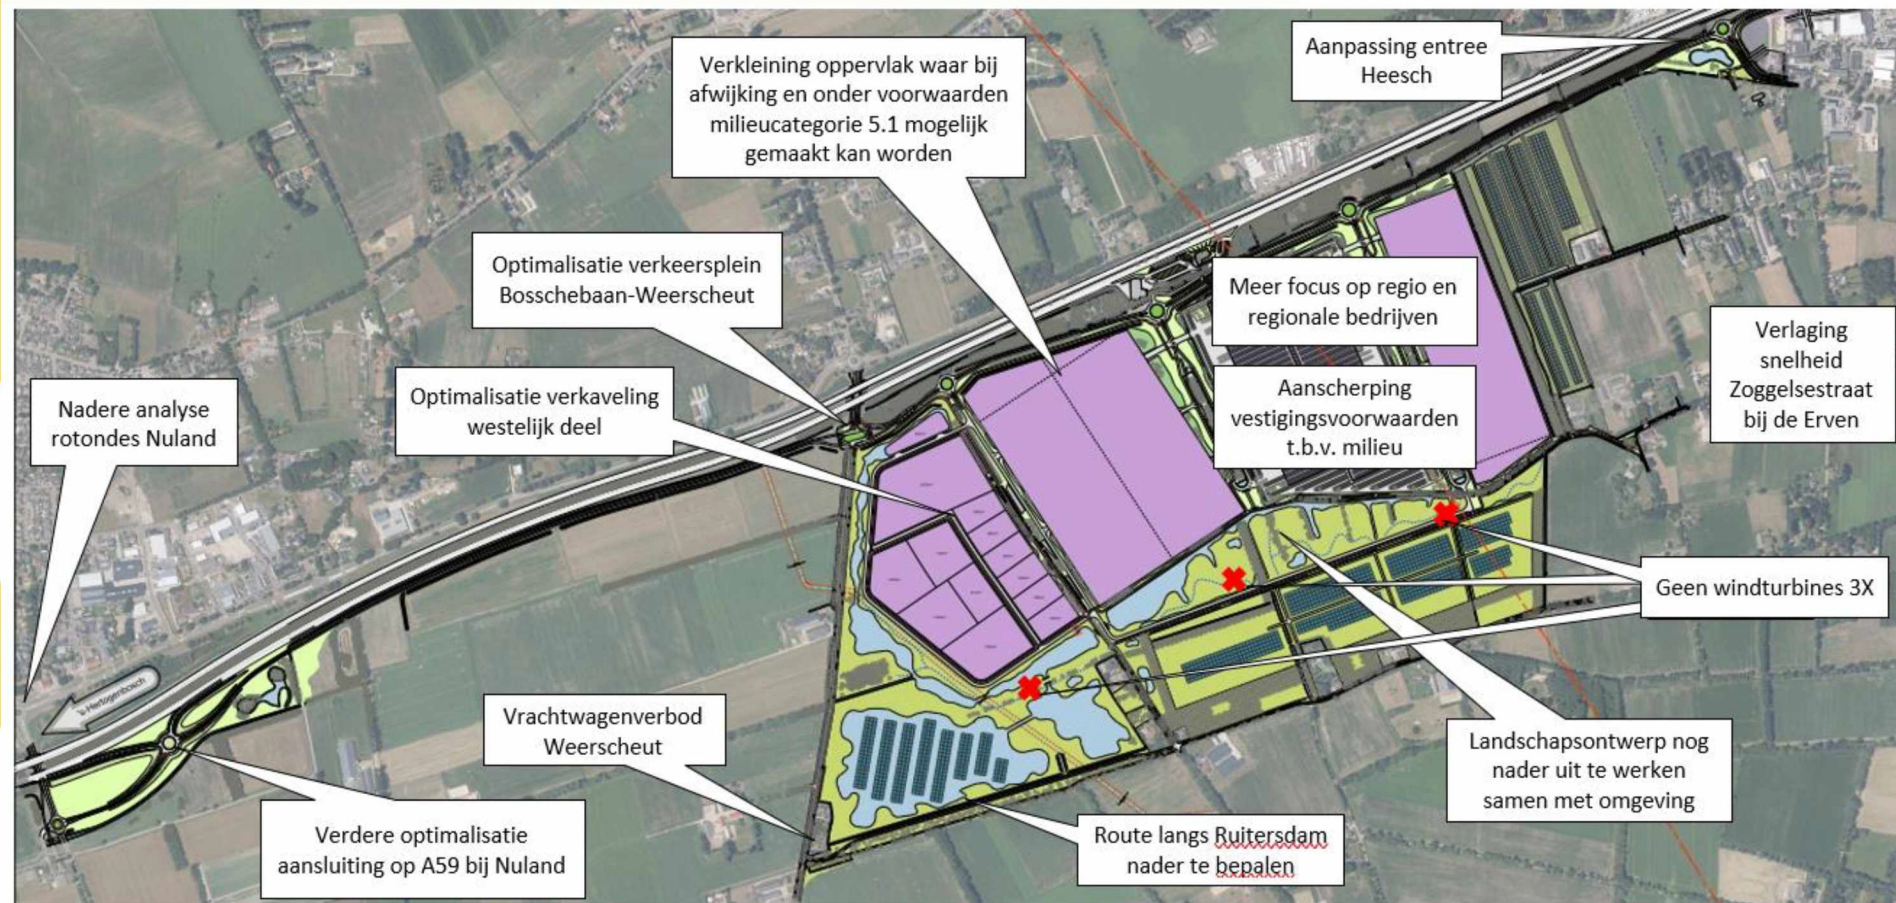 Aanpassing entree
Heesch
Verkleining oppervlak waar bij
afwijking en onder voorwaarden
milieucategorie 5.1 mogelijk
gemaakt kan worden
Optimalisatie verkeersplein
Bosschebaan-Weerscheut
Meer focus op regio en
regionale bedrijven
Verlaging
snelheid
Zoggelsestraat
bij de Erven
Optimalisatie verkaveling
westelijk deel
Aanscherping
vestigingsvoorwaarden
t.b.v. milieu
Nadere analyse
rotondes Nuland
Geen windturbines 3X
's-Hertogenbosch
Vrachtwagenverbod
Weerscheut
Landschapsontwerp nog
nader uit te werken
samen met omgeving
Verdere optimalisatie
aansluiting op A59 bij Nuland
Route langs Ruitersdam
nader te bepalen